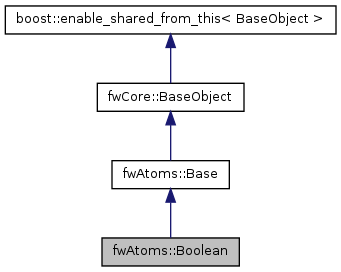 boost::enable_shared_from_this< BaseObject >
fwCore::BaseObject
fwAtoms::Base
fwAtoms::Boolean